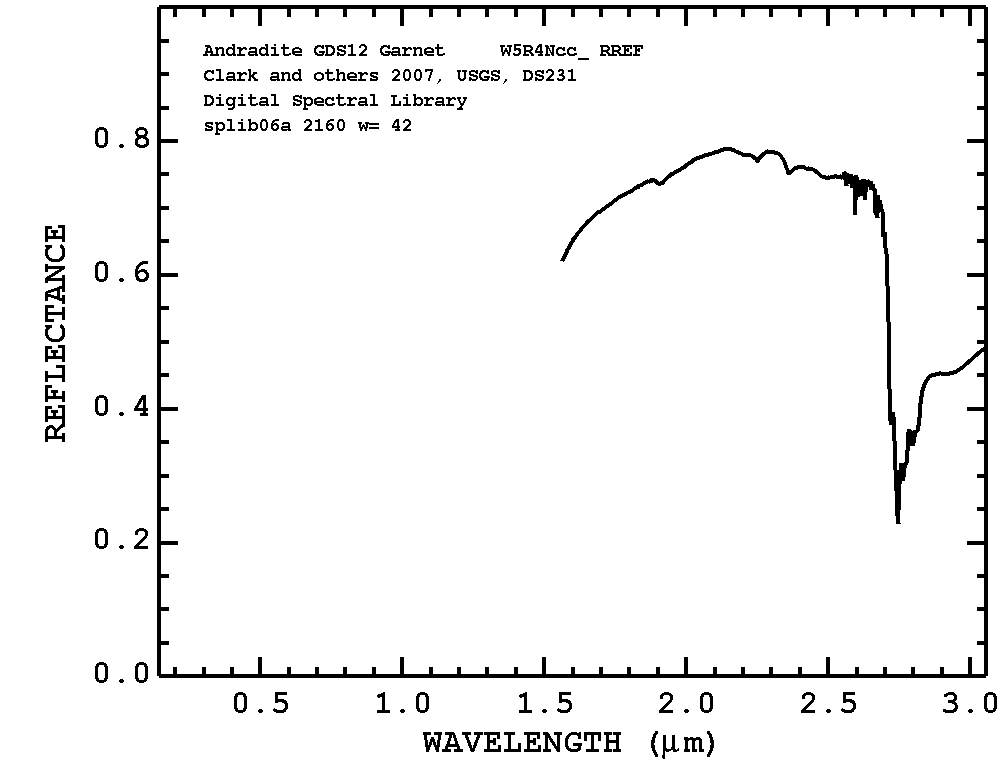 Andradite GDS12 Garnet W5R4Ncc_ RREF
Clark and others 2007, USGS, DS231
Digital Spectral Library
splib06a 2160 w= 42
REFLECTANCE
0.8
0.6
0.4
0.2
0.0
0.5 1.0 1.5 2.0 2.5 3.0
WAVELENGTH (μm)